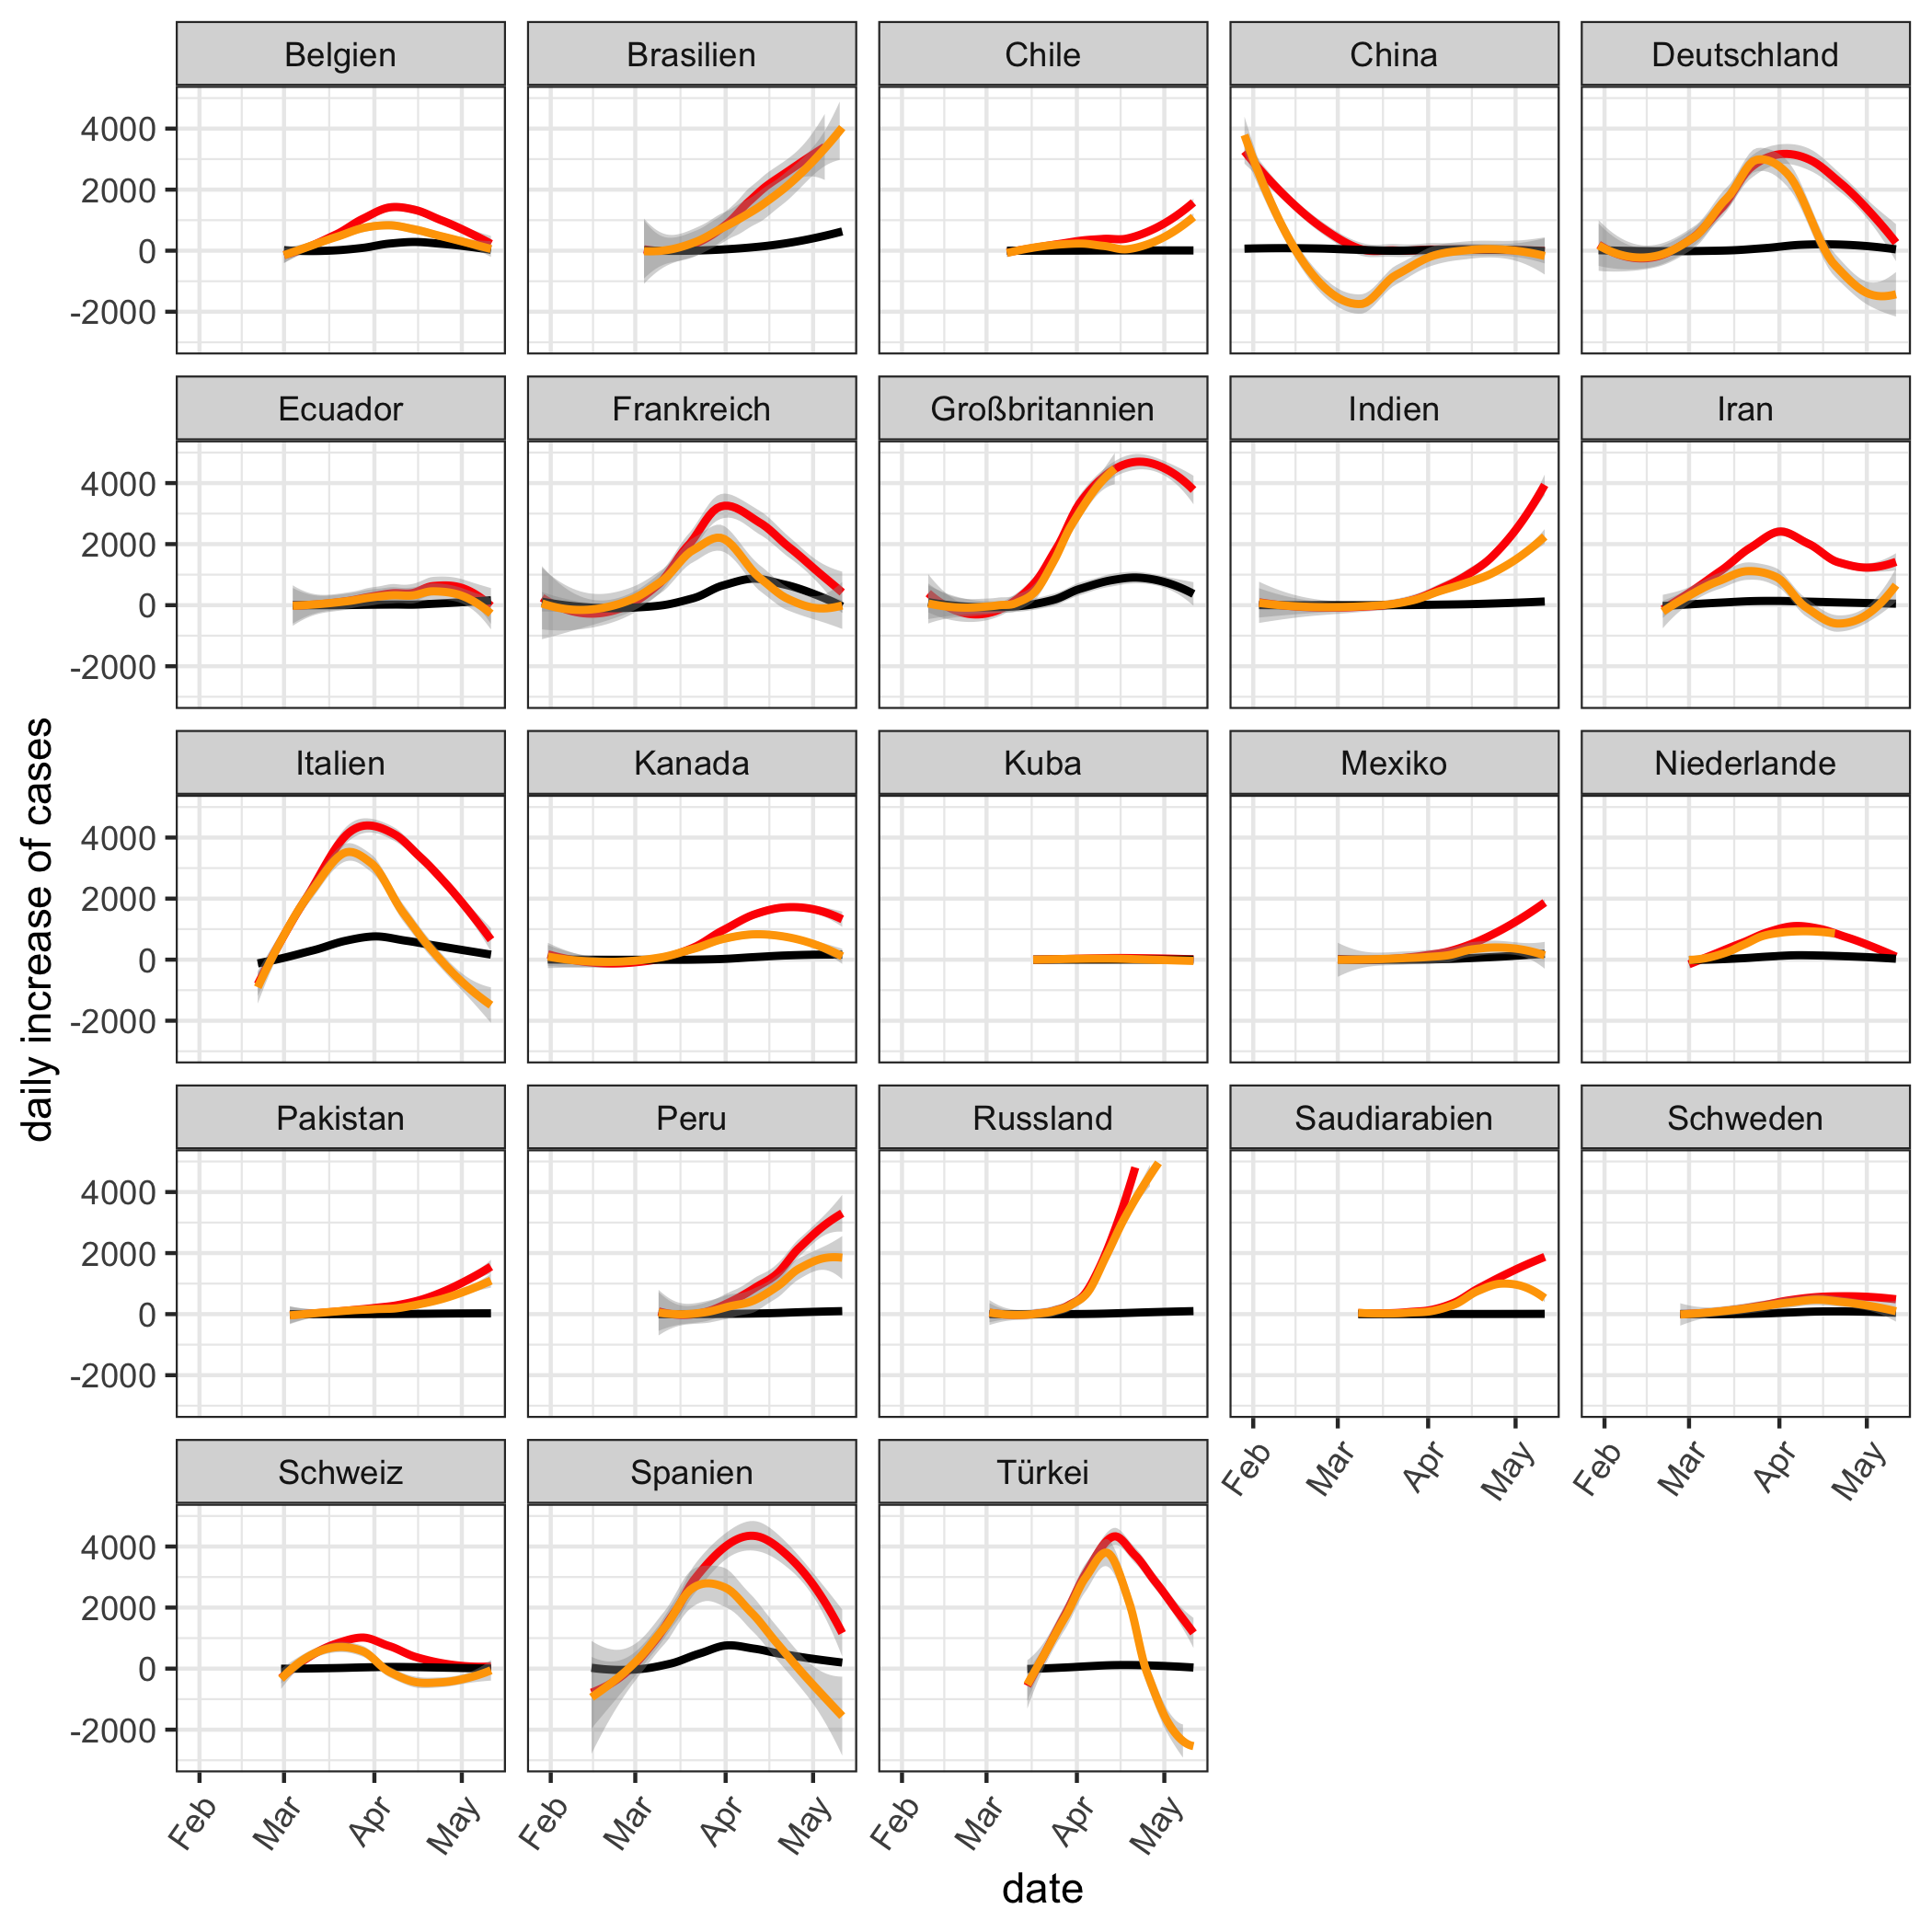 Belgien Brasilien Chile China Deutschland
4000
2000
0
-2000
Ecuador Frankreich Großbritannien Indien Iran
4000
2000
0
-2000
daily increase of cases
Italien Kanada Kuba Mexiko Niederlande
4000
2000
0
-2000
Pakistan Peru Russland Saudiarabien Schweden
4000
2000
0
-2000
Feb Mar Apr May Feb Mar Apr May
Schweiz Spanien Türkei
4000
2000
0
-2000
Feb Mar Apr May Feb Mar Apr May Feb Mar Apr May
date